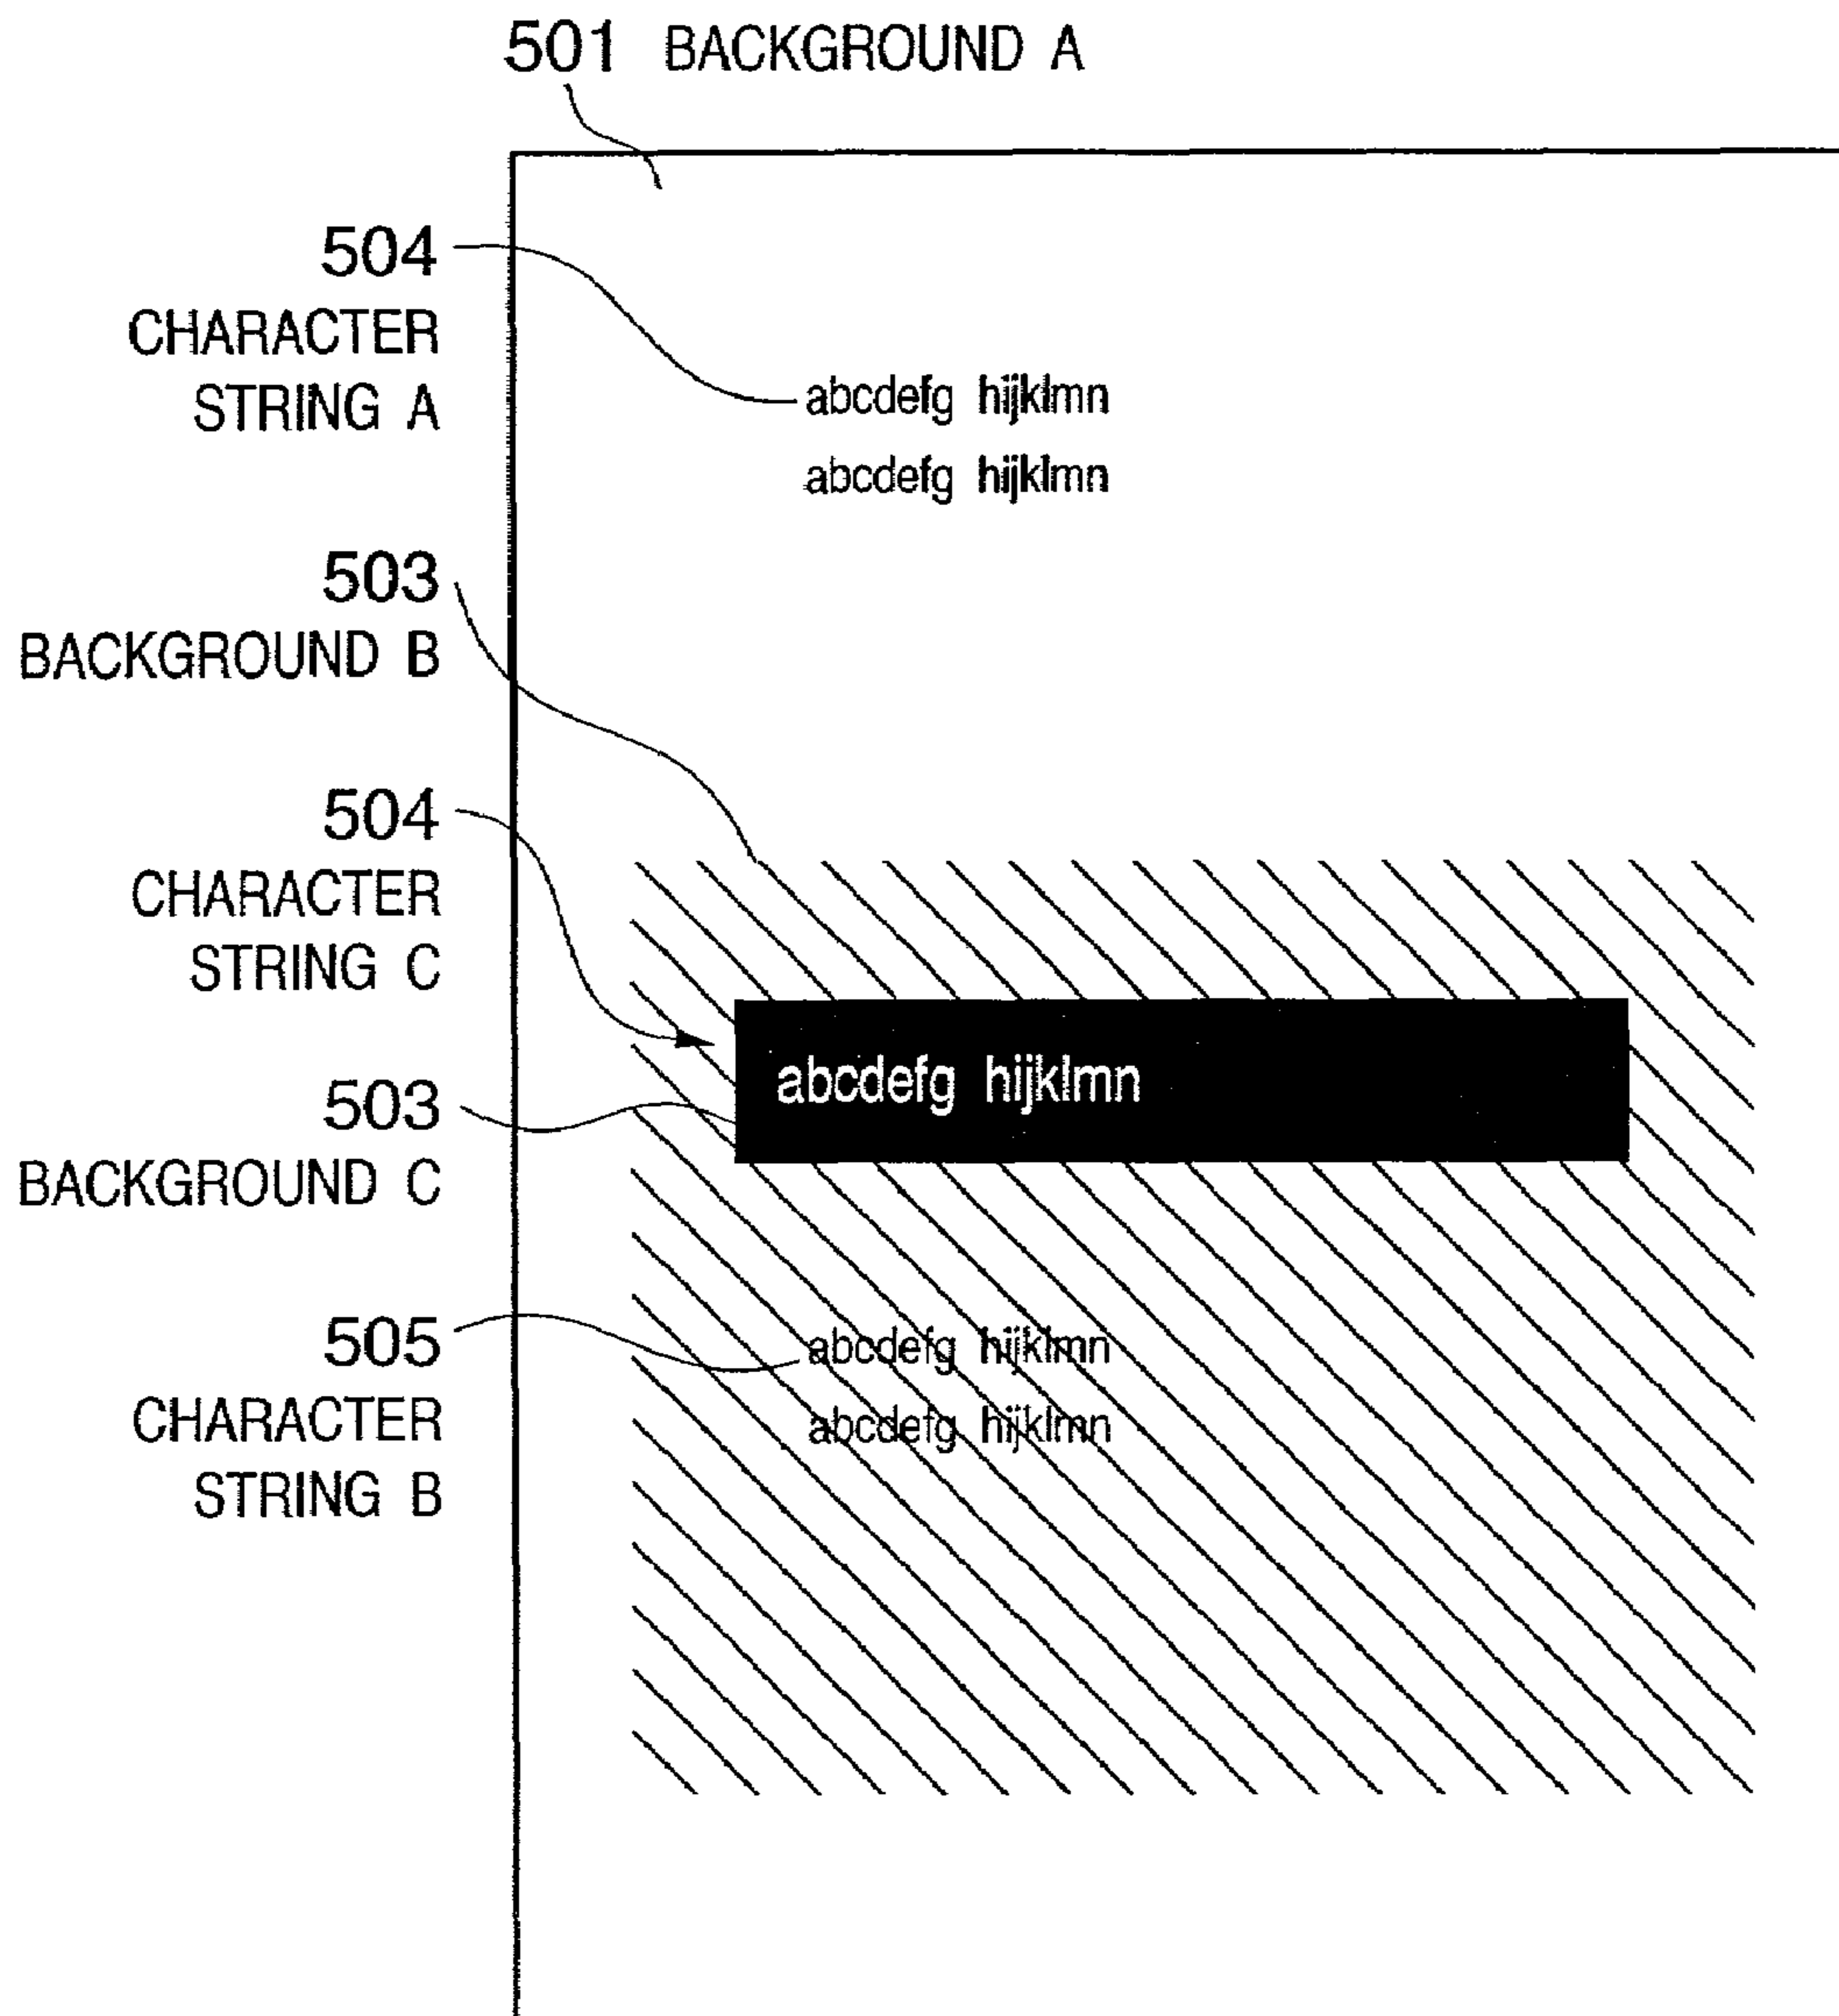 501 BACKGROUND A
504
CHARACTER
STRING A
abcdefg hijklmn
abcdefg hijklmn
503
BACKGROUND B
504
CHARACTER
STRING C
abcdefg hijklmn
503
BACKGROUND C
505
CHARACTER
STRING B
abcdefg hijklmn
abcdefg hijklmn